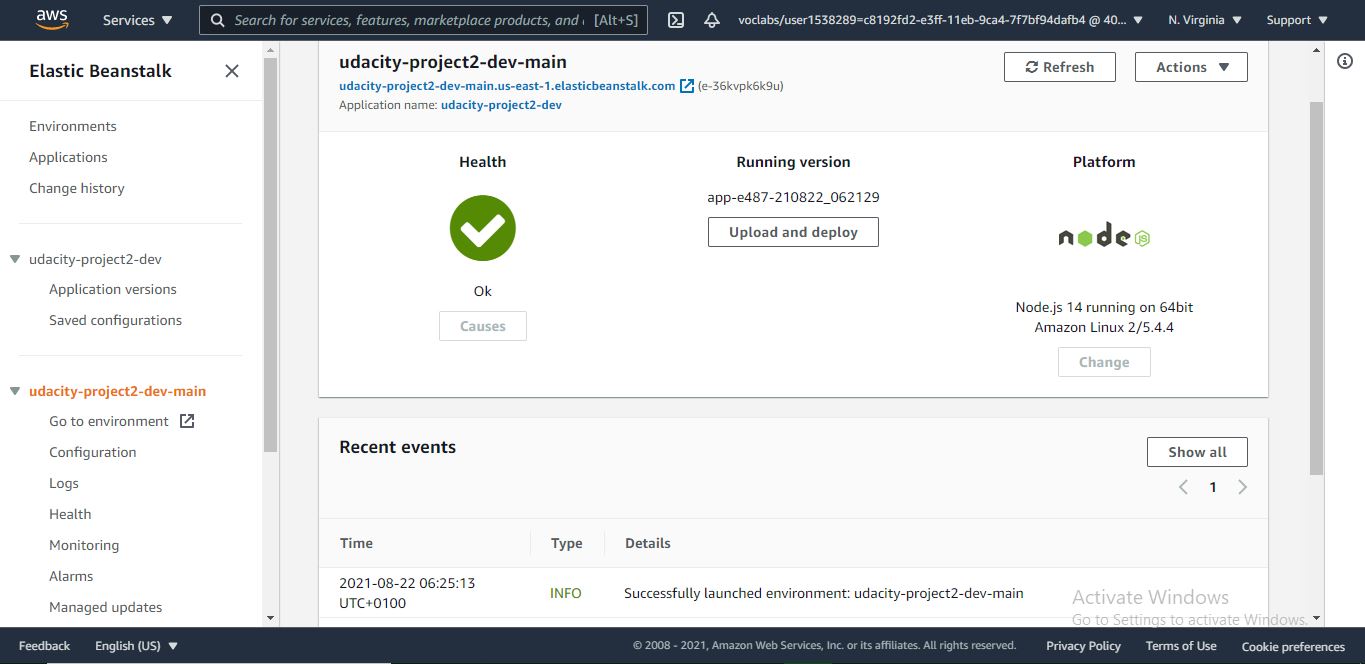 aws
Services
Search for services, features, marketplace products, and [Alt+S]
voclabs/user1538289=c8192fd2-e3ff-11eb-9ca4-7f7bf94dafb4 @ 40...
N. Virginia
Support
Elastic Beanstalk
Environments
Applications
Change history
udacity-project2-dev
Application versions
Saved configurations
udacity-project2-dev-main
Go to environment
Configuration
Logs
Health
Monitoring
Alarms
Managed updates
udacity-project2-dev-main
udacity-project2-dev-main.us-east-1.elasticbeanstalk.com (e-36kvpk6k9u)
Application name: udacity-project2-dev
Refresh
Actions
Health
Ok
Causes
Running version
app-e487-210822_062129
Upload and deploy
Platform
node JS
Node.js 14 running on 64bit
Amazon Linux 2/5.4.4
Change
Recent events
Show all
1
Time Type Details
2021-08-22 06:25:13
UTC+0100
INFO
Successfully launched environment: udacity-project2-dev-main
Activate Windows
Go to Settings to activate Windows.
Feedback
English (US)
© 2008 - 2021, Amazon Web Services, Inc. or its affiliates. All rights reserved.
Privacy Policy
Terms of Use
Cookie preferences